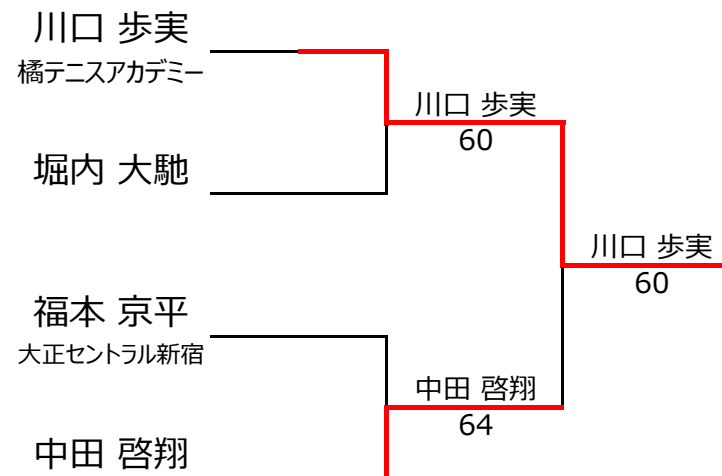 川口 歩実
橘テニスアカデミー
川口 歩実
60
堀内 大馳
川口 歩実
60
福本 京平
大正セントラル新宿
中田 啓翔
64
中田 啓翔